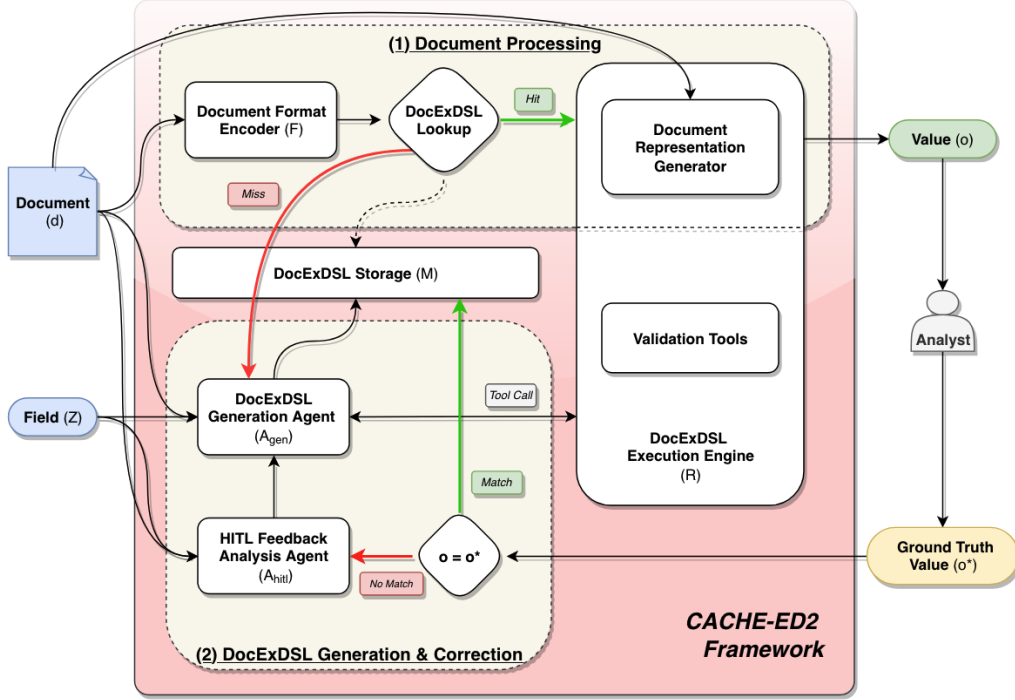 (1) Document Processing
Document Format
Encoder (F)
DocExDSL
Lookup
Hit
Document
Representation
Generator
Value (o)
Miss
Document
(d)
DocExDSL Storage (M)
Validation Tools
Analyst
DocExDSL
Generation Agent
(Agen)
Tool Call
Field (Z)
DocExDSL
Execution Engine
(R)
Match
HITL Feedback
Analysis Agent
(Ahitl)
No Match
o = o*
Ground Truth
Value (o*)
CACHE-ED2
Framework
(2) DocExDSL Generation & Correction